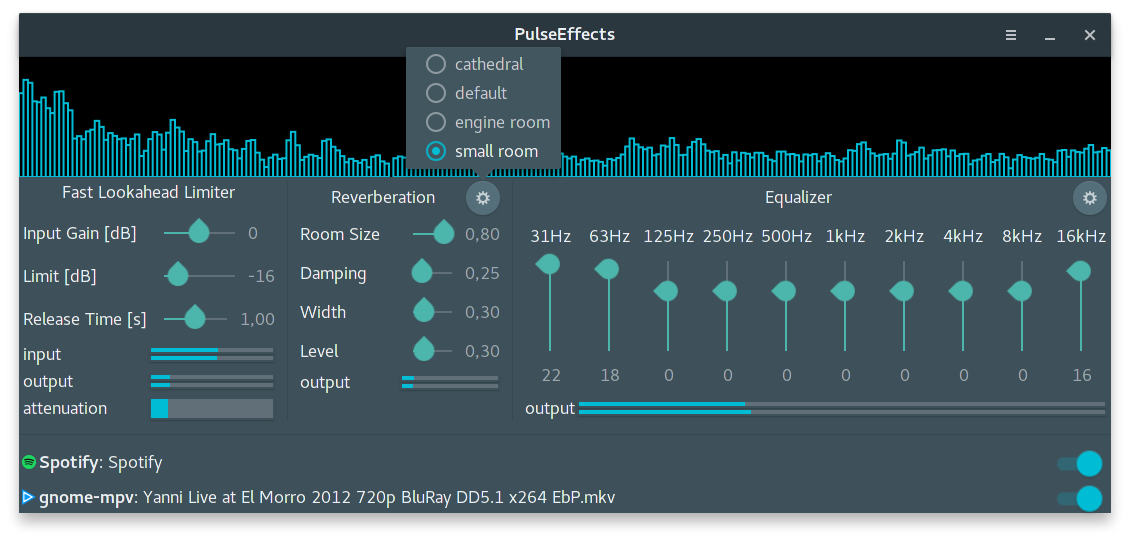 PulseEffects
cathedral
default
engine room
small room
Fast Lookahead Limiter
Input Gain [dB] 0
Limit [dB] -16
Release Time [s] 1,00
input
output
attenuation
Reverberation
Room Size 0,80
Damping 0,25
Width 0,30
Level 0,30
output
Equalizer
31Hz 63Hz 125Hz 250Hz 500Hz 1kHz 2kHz 4kHz 8kHz 16kHz
22 18 0 0 0 0 0 0 0 16
output
Spotify: Spotify
gnome-mpv: Yanni Live at El Morro 2012 720p BluRay DD5.1 x264 EbP.mkv